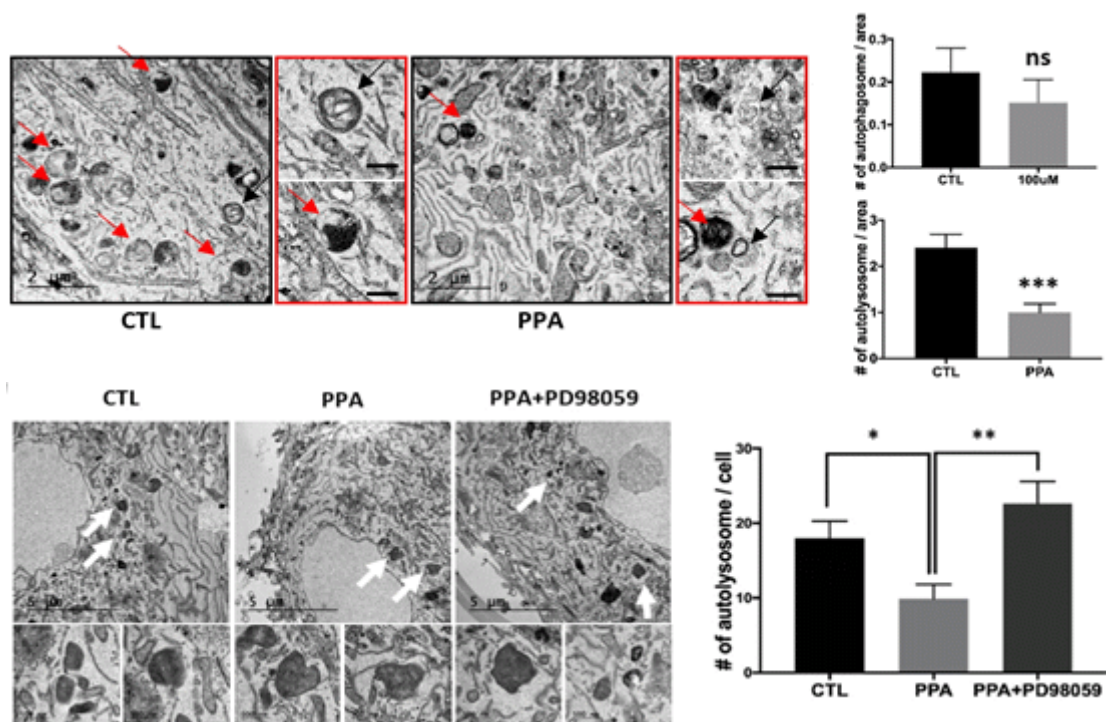 2 µm
CTL
2 µm
PPA
# of autophagosome / area
0.3
0.2
0.1
0.0
ns
CTL
100uM
# of autolysosome / area
3
2
1
0
***
CTL
PPA
CTL
PPA
PPA+PD98059
5 µm
5 µm
5 µm
# of autolysosome / cell
30
20
10
0
*
**
CTL
PPA
PPA+PD98059